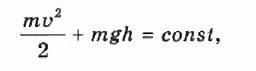 mv²/2 + mgh = const,